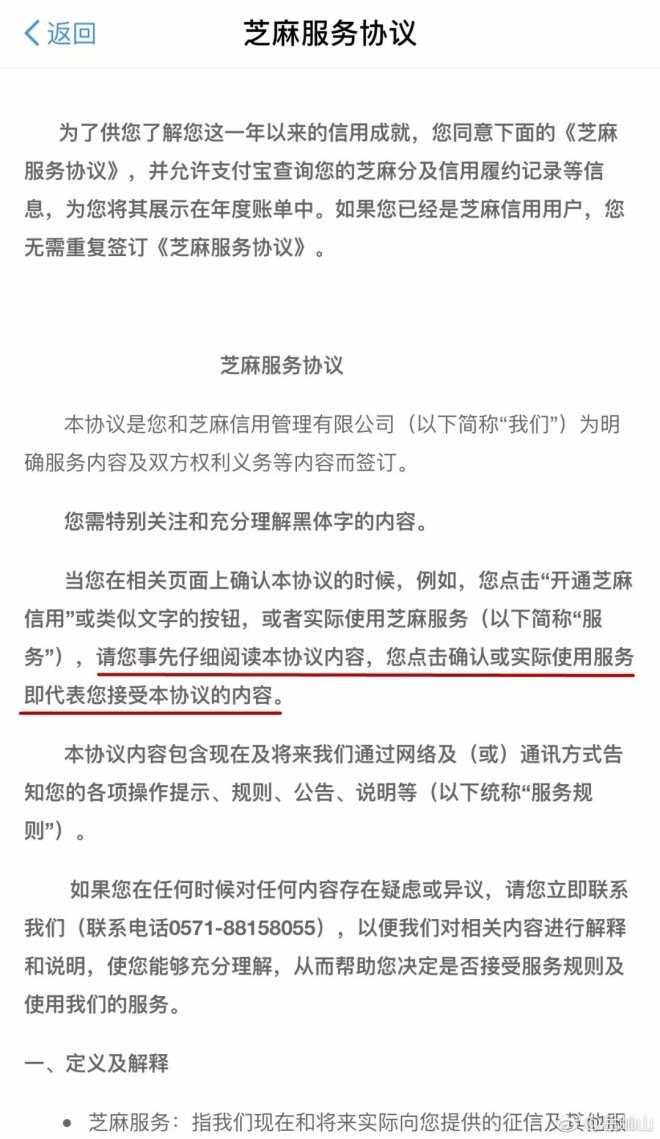 返回
芝麻服务协议
为了供您了解您这一年以来的信用成就，您同意下面的《芝麻
服务协议》，并允许支付宝查询您的芝麻分及信用履约记录等信
息，为您将其展示在年度账单中。如果您已经是芝麻信用用户，您
无需重复签订《芝麻服务协议》。
芝麻服务协议
本协议是您和芝麻信用管理有限公司（以下简称“我们”）为明
确服务内容及双方权利义务等内容而签订。
您需特别关注和充分理解黑体字的内容。
当您在相关页面上确认本协议的时候，例如，您点击“开通芝麻
信用”或类似文字的按钮，或者实际使用芝麻服务（以下简称“服
务”），请您事先仔细阅读本协议内容，您点击确认或实际使用服务
即代表您接受本协议的内容。
本协议内容包含现在及将来我们通过网络及（或）通讯方式告
知您的各项操作提示、规则、公告、说明等（以下统称“服务规
则”）。
如果您在任何时候对任何内容存在疑虑或异议，请您立即联系
我们（联系电话0571-88158055），以便我们对相关内容进行解释
和说明，使您能够充分理解，从而帮助您决定是否接受服务规则及
使用我们的服务。
一、定义及解释
• 芝麻服务：指我们现在和将来实际向您提供的征信及其他服